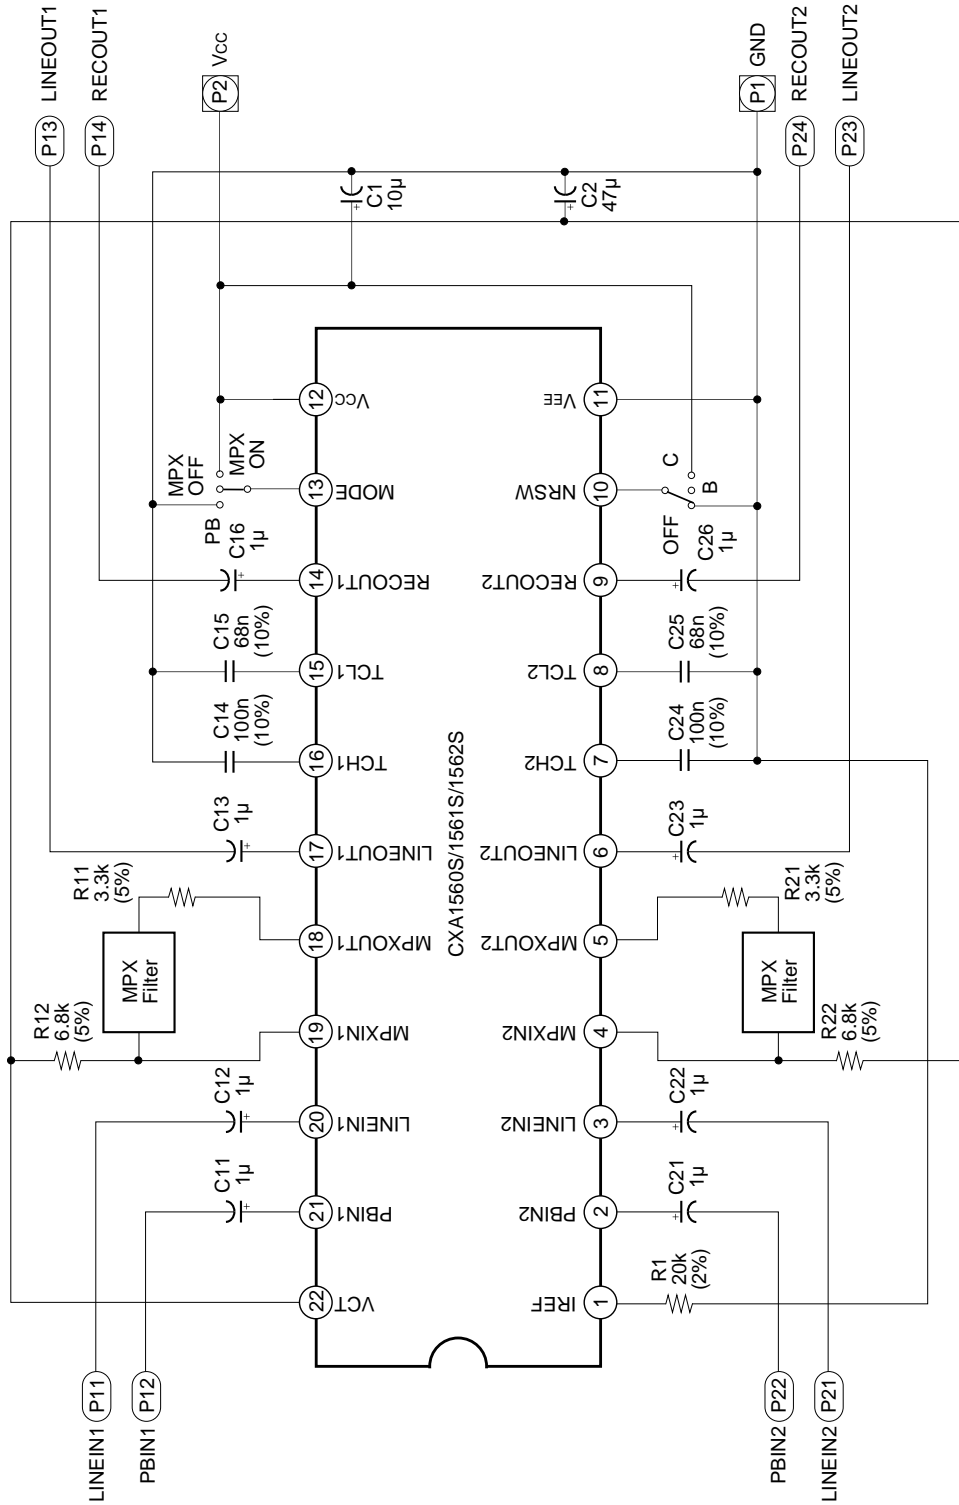 LINEIN1 P11
PBIN1 P12
LINEOUT1 P13
RECOUT1 P14
P2 Vcc
C1
10µ
C2
47µ
P1 GND
P24 RECOUT2
P23 LINEOUT2
R12
6.8k
(5%)
MPX
Filter
R11
3.3k
(5%)
C11
1µ
C12
1µ
C13
1µ
C14
100n
(10%)
C15
68n
(10%)
C16
1µ
PB
MPX
OFF
MPX
ON
22
21
20
19
18
17
16
15
14
13
12
VCT
PBIN1
LINEIN1
MPXIN1
MPXOUT1
LINEOUT1
TCH1
TCL1
RECOUT1
MODE
Vcc
CXA1560S/1561S/1562S
IREF
PBIN2
LINEIN2
MPXIN2
MPXOUT2
LINEOUT2
TCH2
TCL2
RECOUT2
NRSW
VEE
1
2
3
4
5
6
7
8
9
10
11
R1
20k
(2%)
C21
1µ
C22
1µ
C23
1µ
C24
100n
(10%)
C25
68n
(10%)
C26
1µ
OFF
B
C
MPX
Filter
R22
6.8k
(5%)
R21
3.3k
(5%)
PBIN2 P22
LINEIN2 P21